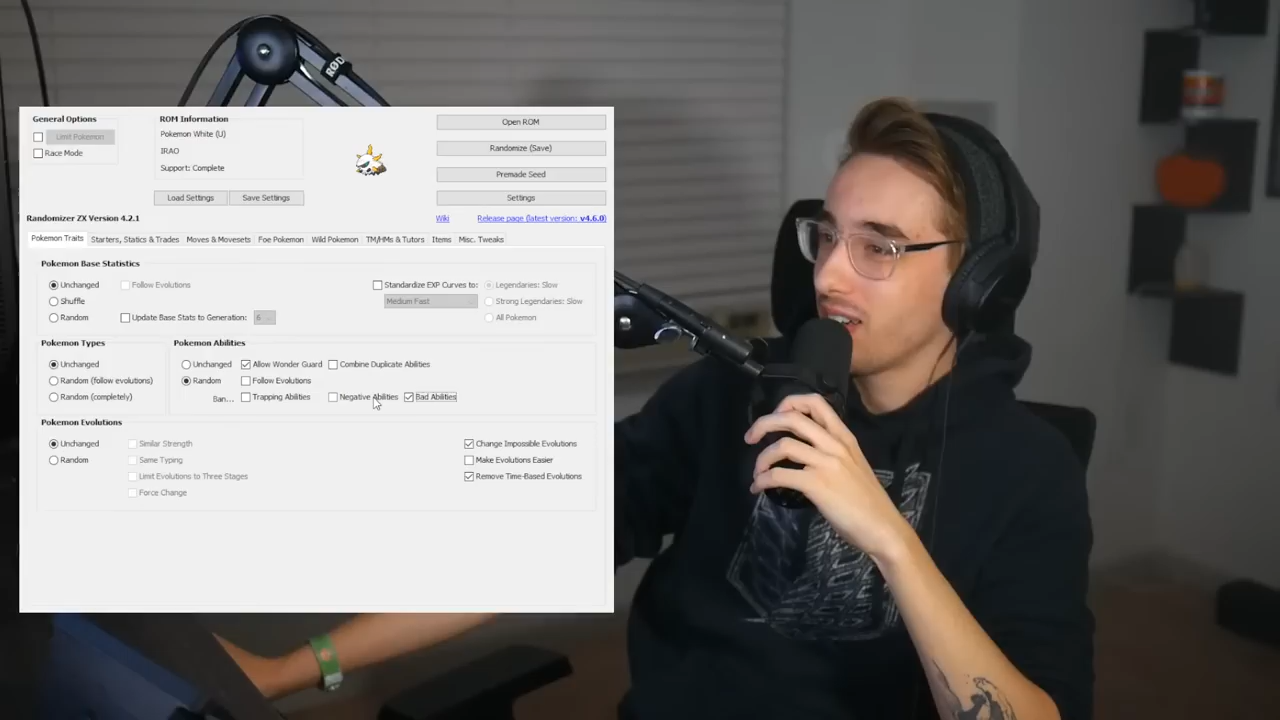 RØD
General Options
Limit Pokemon
Race Mode
ROM Information
Pokemon White (U)
IRAO
Support: Complete
Open ROM
Randomize (Save)
Premade Seed
Load Settings
Save Settings
Settings
Randomizer ZX Version 4.2.1
Wiki
Release page (latest version: v4.6.0)
Pokemon Traits
Starters, Statics & Trades
Moves & Movesets
Foe Pokemon
Wild Pokemon
TM/HMs & Tutors
Items
Misc. Tweaks
Pokemon Base Statistics
Unchanged
Follow Evolutions
Shuffle
Random
Update Base Stats to Generation:
6
Standardize EXP Curves to:
Medium Fast
Legendaries: Slow
Strong Legendaries: Slow
All Pokemon
Pokemon Types
Unchanged
Random (follow evolutions)
Random (completely)
Pokemon Abilities
Unchanged
Allow Wonder Guard
Combine Duplicate Abilities
Random
Follow Evolutions
Ban...
Trapping Abilities
Negative Abilities
Bad Abilities
Pokemon Evolutions
Unchanged
Random
Similar Strength
Same Typing
Limit Evolutions to Three Stages
Force Change
Change Impossible Evolutions
Make Evolutions Easier
Remove Time-Based Evolutions